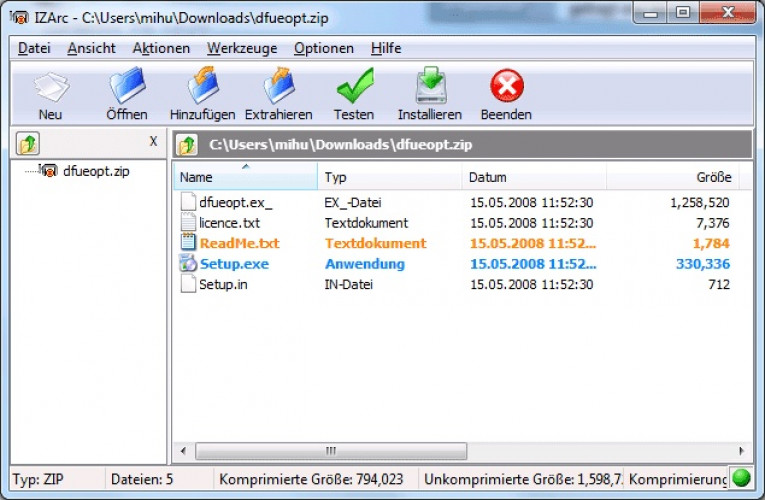 IZArc - C:\Users\mihu\Downloads\dfueopt.zip
Datei Ansicht Aktionen Werkzeuge Optionen Hilfe
Neu Öffnen Hinzufügen Extrahieren Testen Installieren Beenden
X C:\Users\mihu\Downloads\dfueopt.zip
dfueopt.zip
Name Typ Datum Größe
dfueopt.ex_ EX_-Datei 15.05.2008 11:52:30 1,258,520
licence.txt Textdokument 15.05.2008 11:52:30 7,376
ReadMe.txt Textdokument 15.05.2008 11:52... 1,784
Setup.exe Anwendung 15.05.2008 11:52... 330,336
Setup.in IN-Datei 15.05.2008 11:52:30 712
Typ: ZIP Dateien: 5 Komprimierte Größe: 794,023 Unkomprimierte Größe: 1,598,7 Komprimierung